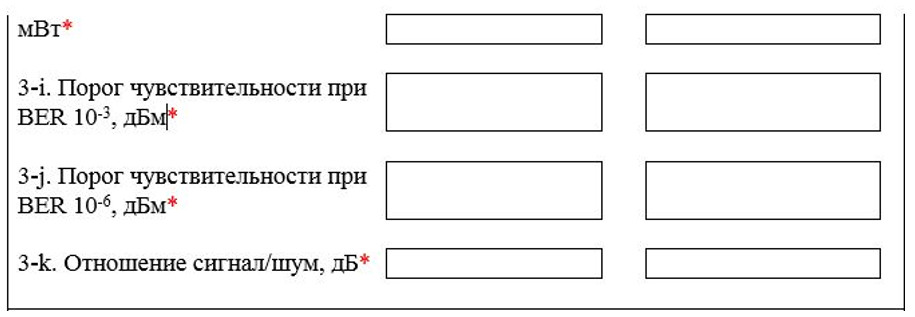 мВт*
3-i. Порог чувствительности при
BER 10⁻³, дБм*
3-j. Порог чувствительности при
BER 10⁻⁶, дБм*
3-k. Отношение сигнал/шум, дБ*